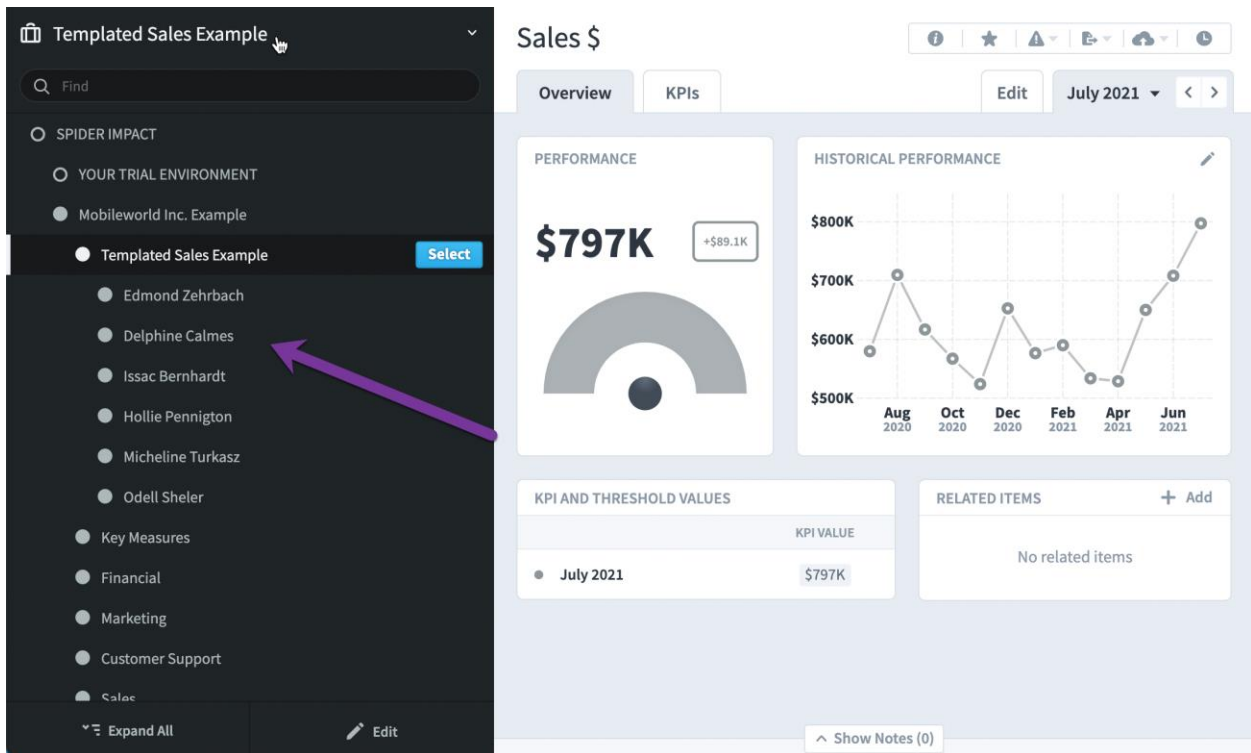 Templated Sales Example
Find
SPIDER IMPACT
YOUR TRIAL ENVIRONMENT
Mobileworld Inc. Example
Templated Sales Example
Select
Edmond Zehrbach
Delphine Calmes
Issac Bernhardt
Hollie Pennigton
Micheline Turkasz
Odell Sheler
Key Measures
Financial
Marketing
Customer Support
Sales
Expand All
Edit
Sales $
Overview
KPIs
Edit
July 2021
PERFORMANCE
$797K
+$89.1K
HISTORICAL PERFORMANCE
$800K
$700K
$600K
$500K
Aug Oct Dec Feb Apr Jun
2020 2020 2020 2021 2021 2021
KPI AND THRESHOLD VALUES
KPI VALUE
July 2021 $797K
RELATED ITEMS
+ Add
No related items
Show Notes (0)